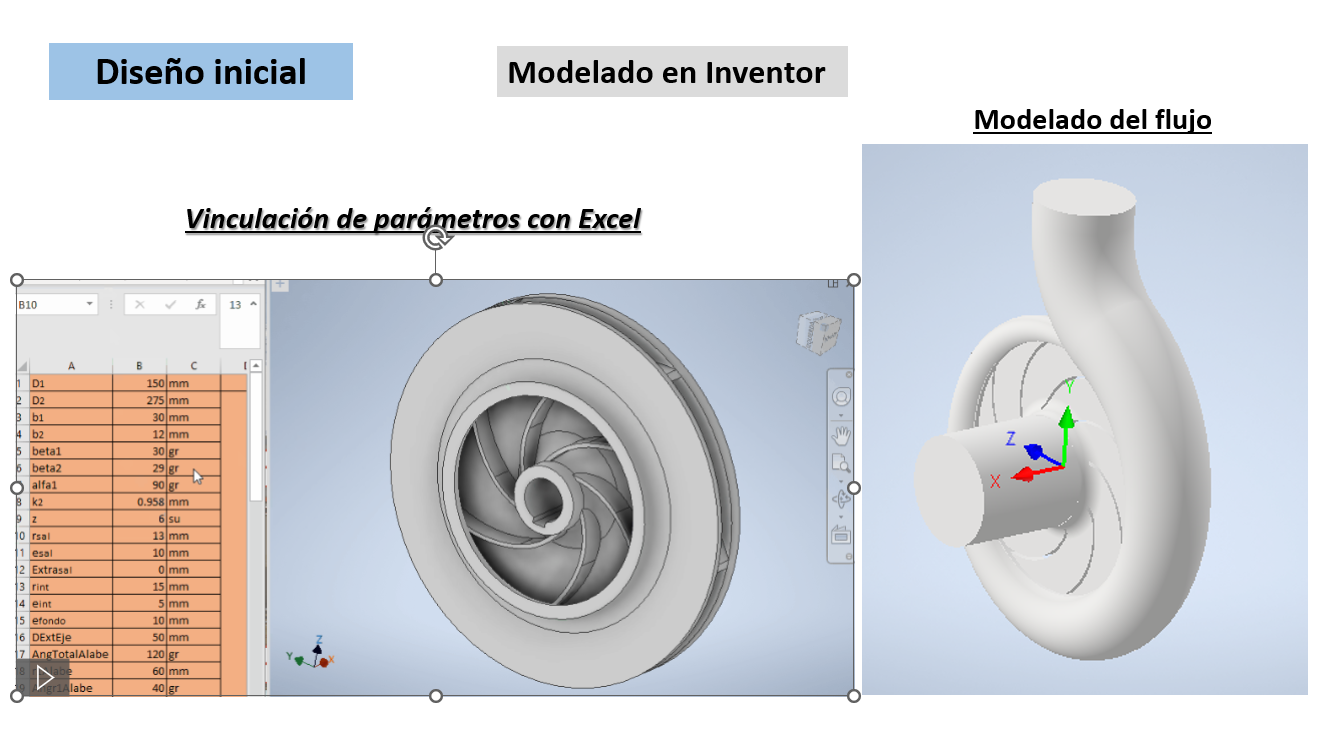 Diseño inicial
Modelado en Inventor
Modelado del flujo
Vinculación de parámetros con Excel
B10 fx 13
A B C
1 D1 150 mm
2 D2 275 mm
3 b1 30 mm
4 b2 12 mm
5 beta1 30 gr
6 beta2 29 gr
alfa1 90 gr
8 k2 0.958 mm
9 z 6 su
10 rsal 13 mm
11 esal 10 mm
12 Extrasal 0 mm
13 rint 15 mm
14 eint 5 mm
15 efondo 10 mm
16 DExtEje 50 mm
17 AngTotalAlabe 120 gr
60 mm
40 gr
Z
Y
X
Y
Z
X